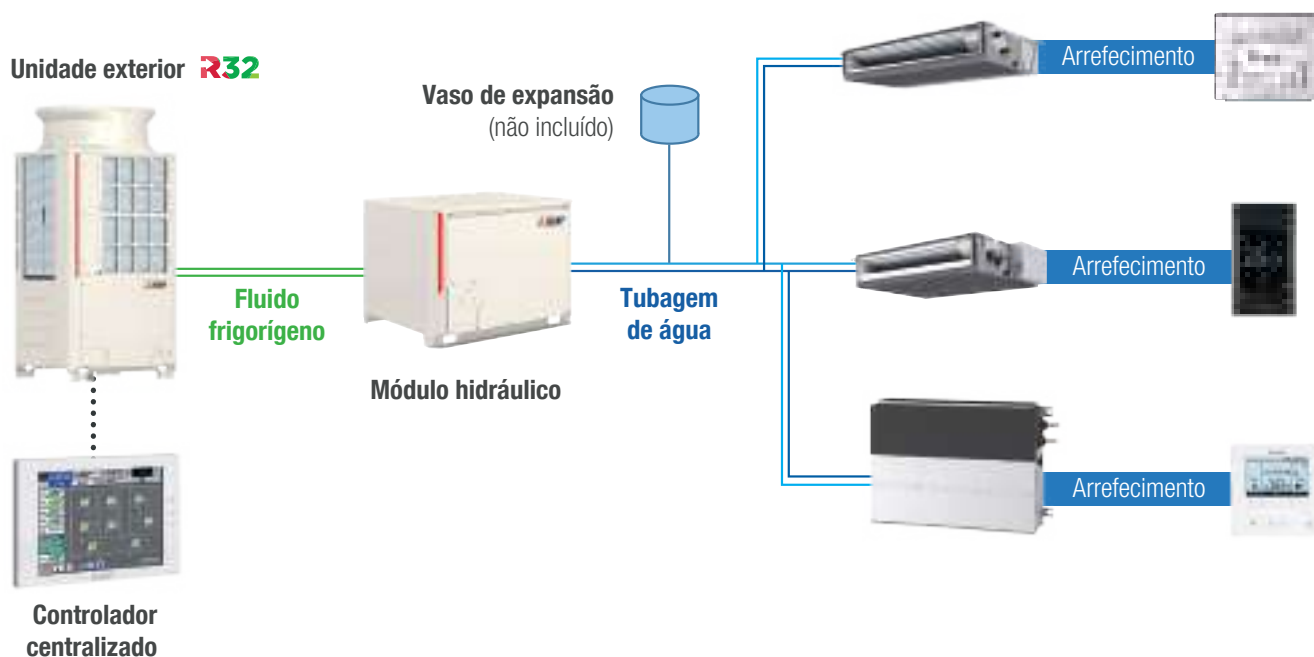 Unidade exterior R32
Vaso de expansão
(não incluído)
Arrefecimento
Fluido
frigorígeno
Tubagem
de água
Arrefecimento
Módulo hidráulico
Arrefecimento
Controlador
centralizado